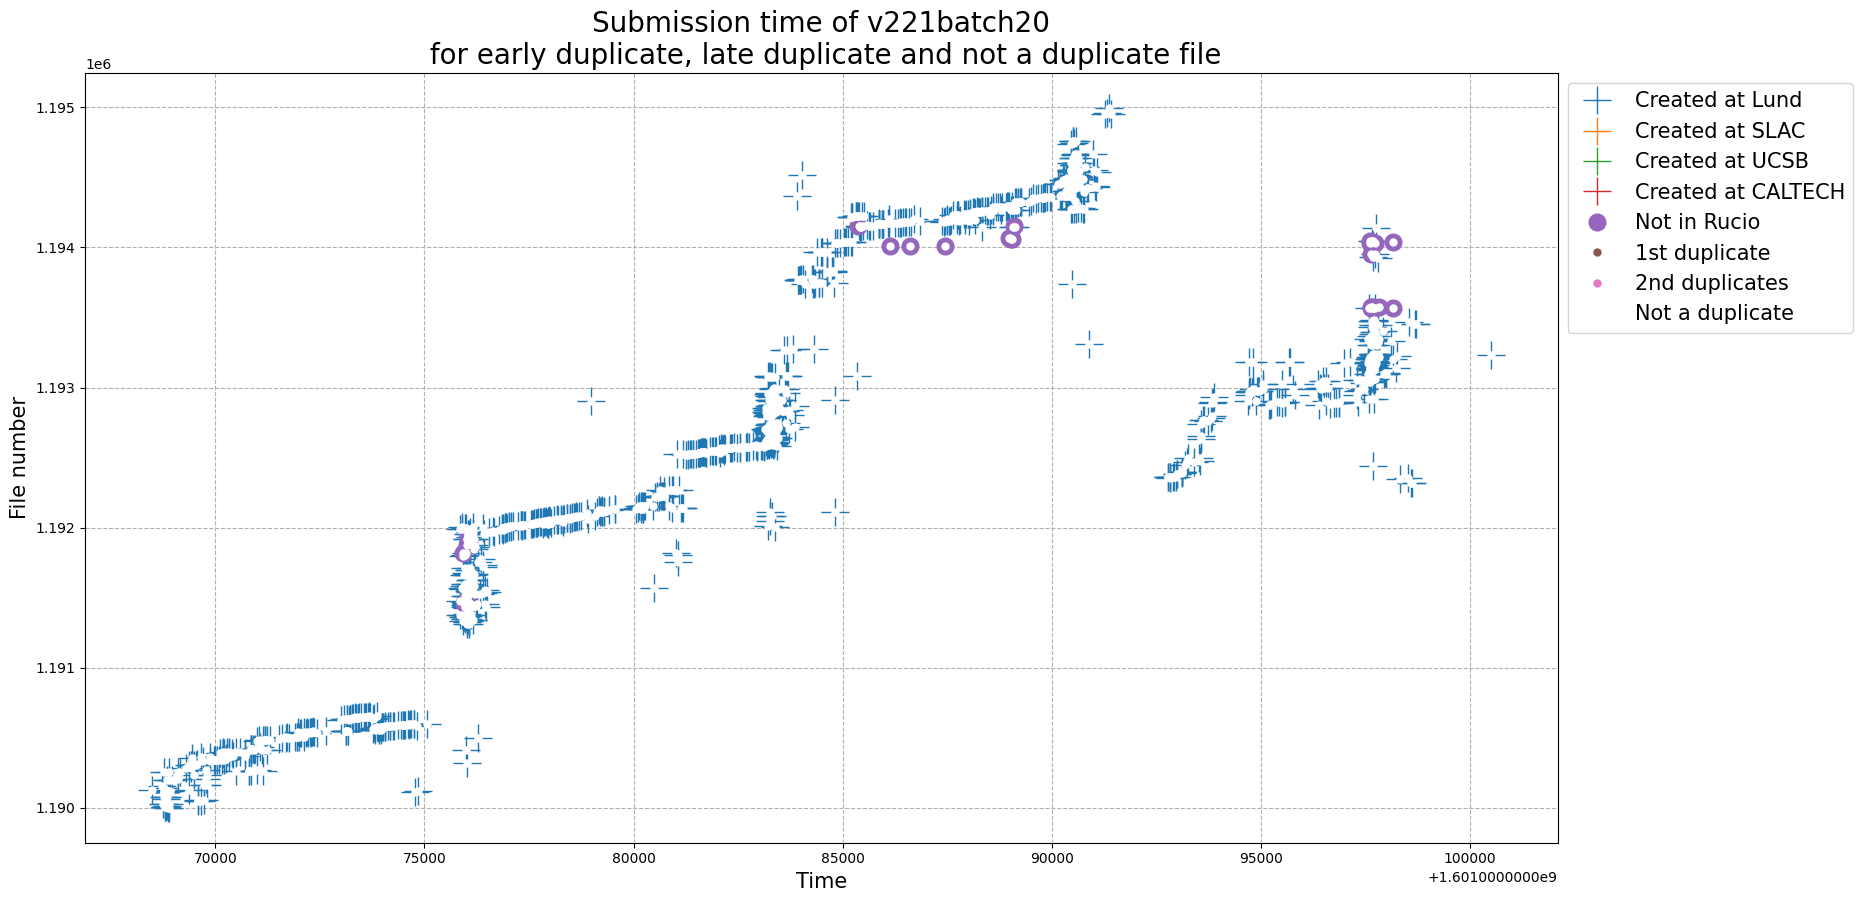 Submission time of v221batch20
for early duplicate, late duplicate and not a duplicate file
1e6
1.195
1.194
1.193
1.192
1.191
1.190
File number
70000
75000
80000
85000
90000
95000
100000
Time
+1.6010000000e9
Created at Lund
Created at SLAC
Created at UCSB
Created at CALTECH
Not in Rucio
1st duplicate
2nd duplicates
Not a duplicate